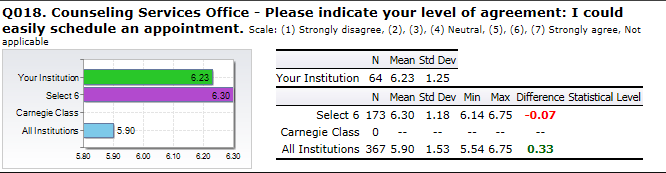 Q018. Counseling Services Office - Please indicate your level of agreement: I could
easily schedule an appointment. Scale: (1) Strongly disagree, (2), (3), (4) Neutral, (5), (6), (7) Strongly agree, Not
applicable
Your Institution 6.23
Select 6 6.30
Carnegie Class
All Institutions 5.90
5.80 5.90 6.00 6.10 6.20 6.30
N Mean Std Dev
Your Institution 64 6.23 1.25
N Mean Std Dev Min Max Difference Statistical Level
Select 6 173 6.30 1.18 6.14 6.75 -0.07
Carnegie Class 0 -- -- -- -- -- --
All Institutions 367 5.90 1.53 5.54 6.75 0.33